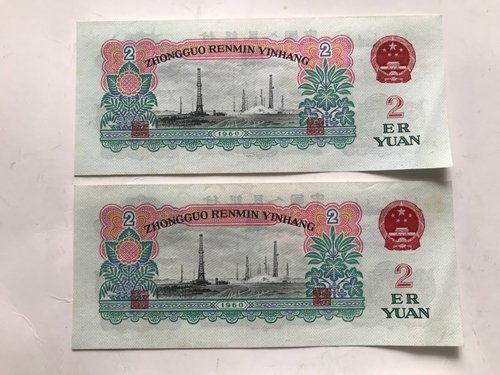 2 2
ZHONGGUO RENMIN YINHANG
1960
2
ER
YUAN
2 2
ZHONGGUO RENMIN YINHANG
1960
2
ER
YUAN